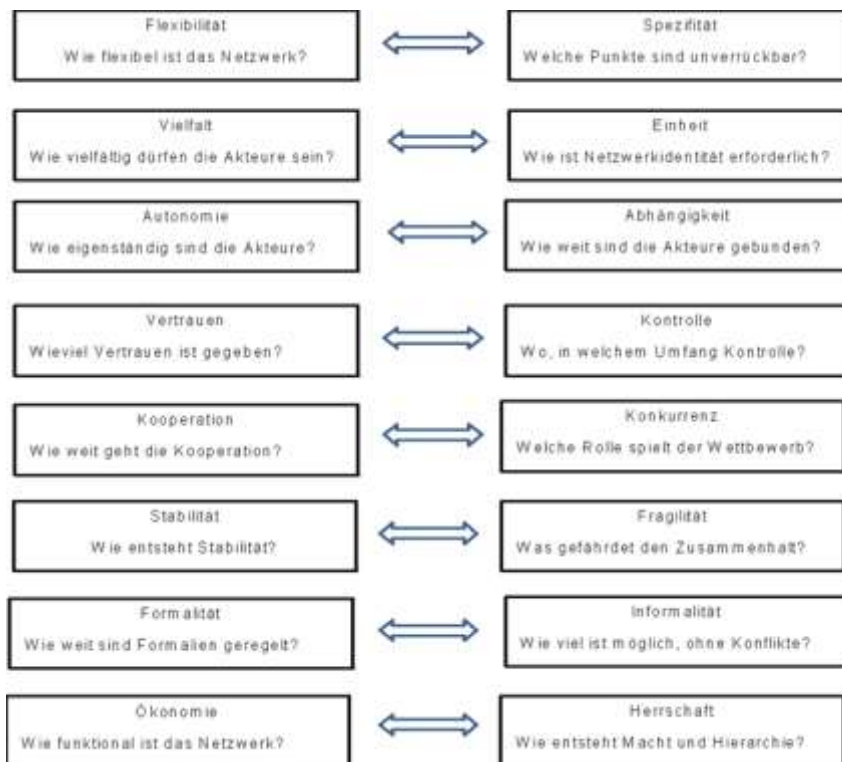 Flexibilität
Wie flexibel ist das Netzwerk?
Spezifität
Welche Punkte sind unverrückbar?
Vielfalt
Wie vielfältig dürfen die Akteure sein?
Einheit
Wie ist Netzwerkidentität erforderlich?
Autonomie
Wie eigenständig sind die Akteure?
Abhängigkeit
Wie weit sind die Akteure gebunden?
Vertrauen
Wieviel Vertrauen ist gegeben?
Kontrolle
Wo, in welchem Umfang Kontrolle?
Kooperation
Wie weit geht die Kooperation?
Konkurrenz
Welche Rolle spielt der Wettbewerb?
Stabilität
Wie entsteht Stabilität?
Fragilität
Was gefährdet den Zusammenhalt?
Formalität
Wie weit sind Formalien geregelt?
Informalität
Wie viel ist möglich, ohne Konflikte?
Ökonomie
Wie funktional ist das Netzwerk?
Herrschaft
Wie entsteht Macht und Hierarchie?